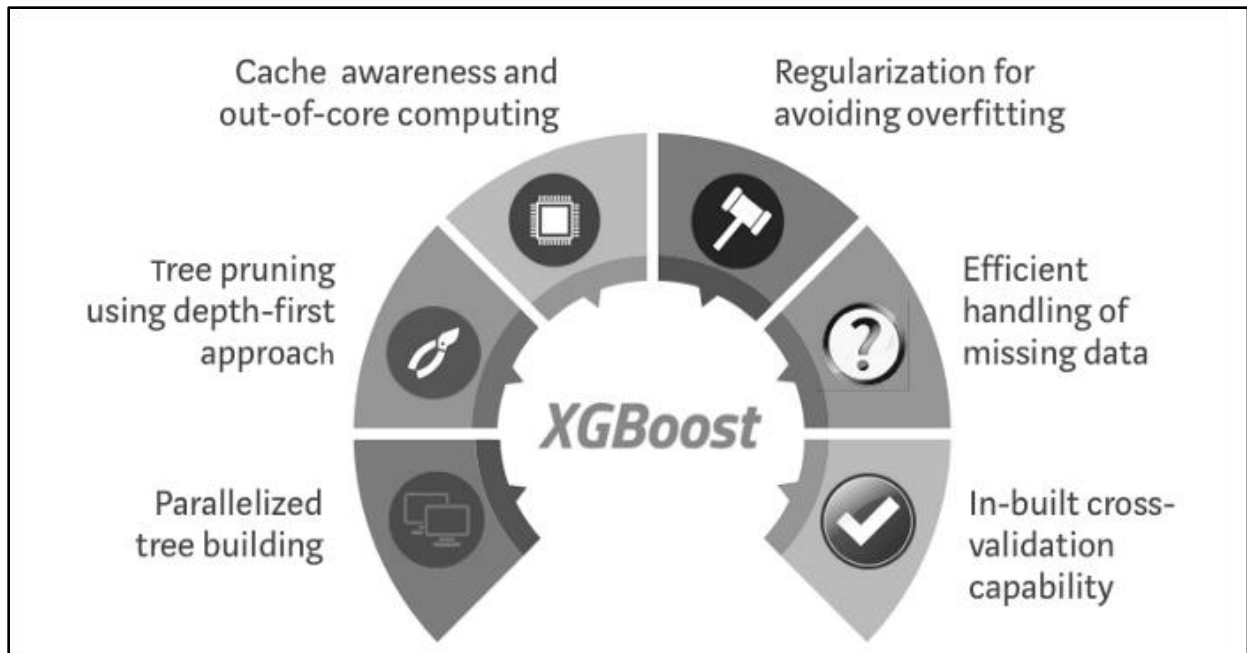 Cache awareness and
out-of-core computing
Regularization for
avoiding overfitting
Tree pruning
using depth-first
approach
Efficient
handling of
missing data
XGBoost
Parallelized
tree building
In-built cross-
validation
capability